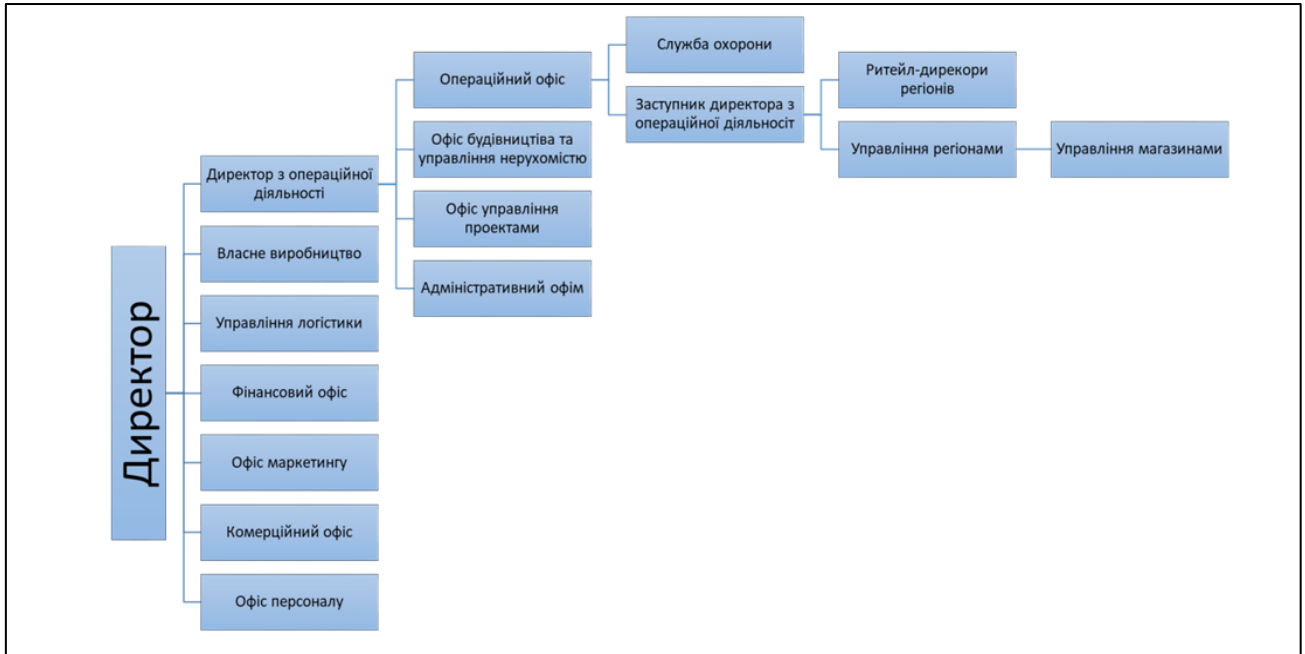 Директор
Директор з операційної
діяльності
Власне виробництво
Управління логістики
Фінансовий офіс
Офіс маркетингу
Комерційний офіс
Офіс персоналу
Операційний офіс
Офіс будівництіва та
управління нерухомістю
Офіс управління
проектами
Адміністративний офім
Служба охорони
Заступник директора з
операційної діяльносіт
Ритейл-дирекори
регіонів
Управління регіонами
Управління магазинами